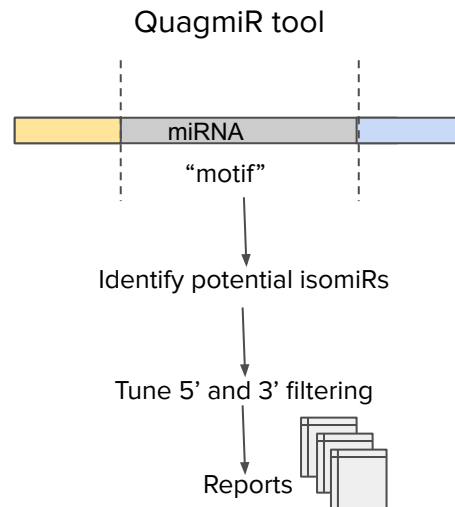 QuagmiR tool
miRNA
“motif”
Identify potential isomiRs
Tune 5’ and 3’ filtering
Reports